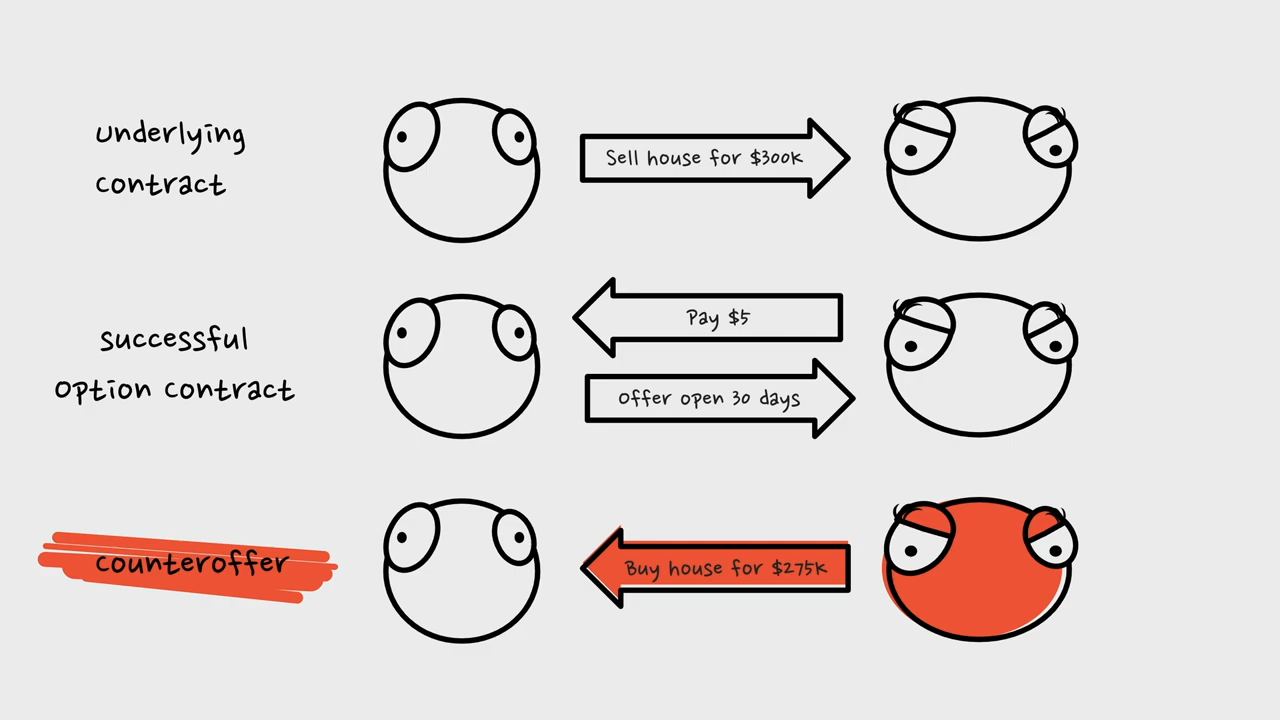 underlying
contract
Sell house for $300k
successful
option contract
Pay $5
Offer open 30 days
counteroffer
Buy house for $275k